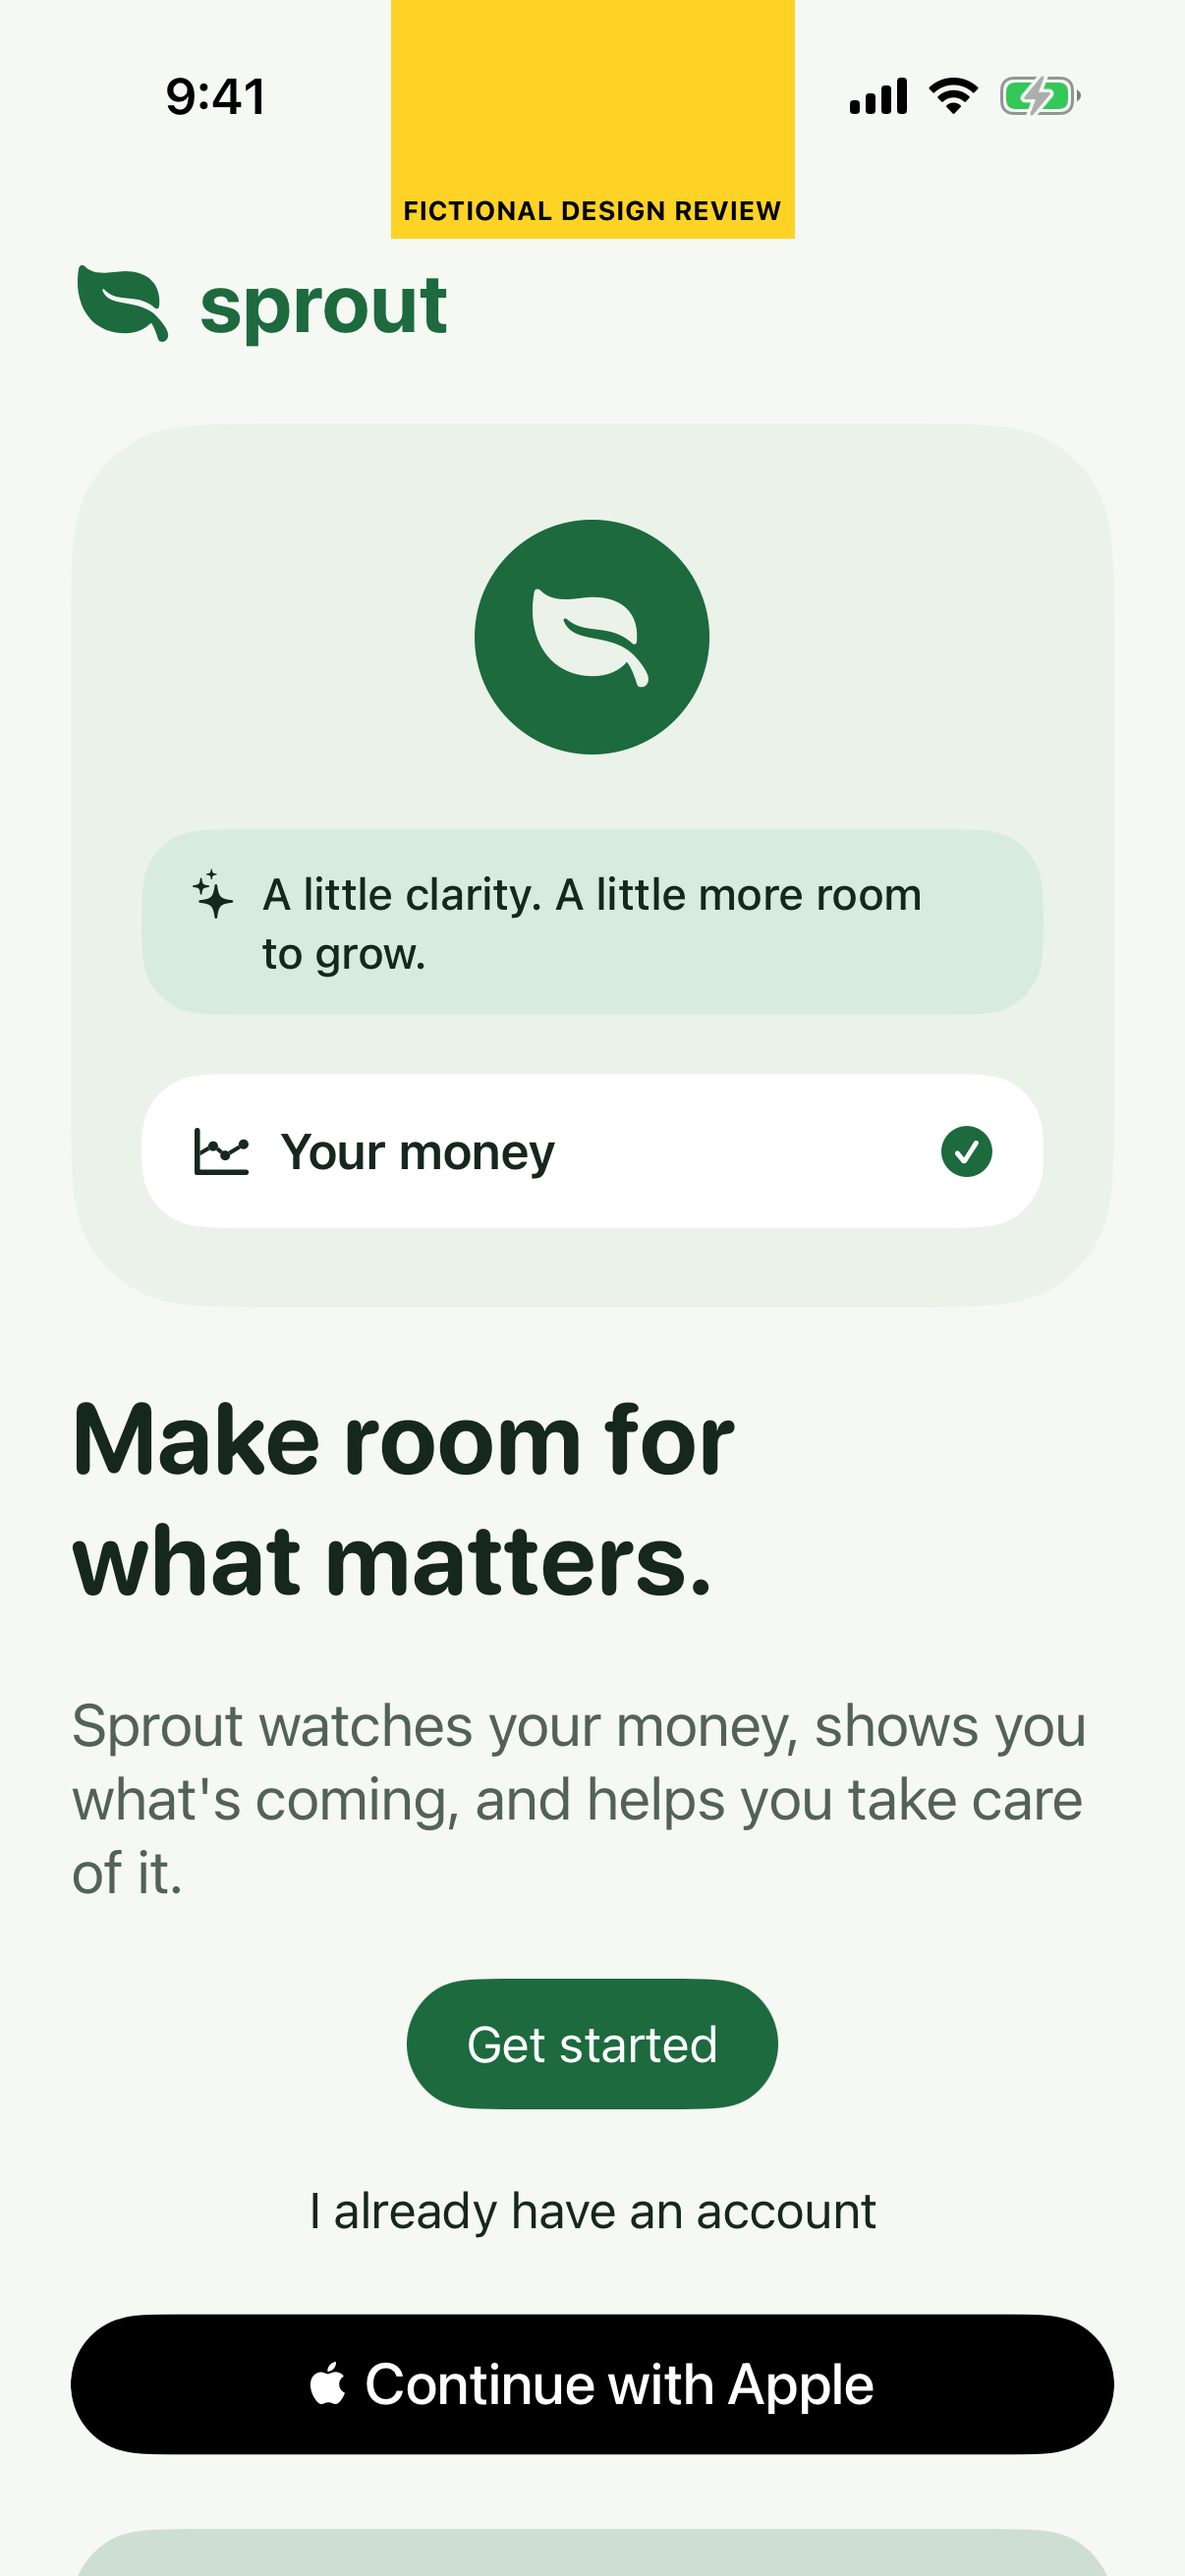 9:41
FICTIONAL DESIGN REVIEW
sprout
A little clarity. A little more room
to grow.
Your money
Make room for
what matters.
Sprout watches your money, shows you
what's coming, and helps you take care
of it.
Get started
I already have an account
Continue with Apple